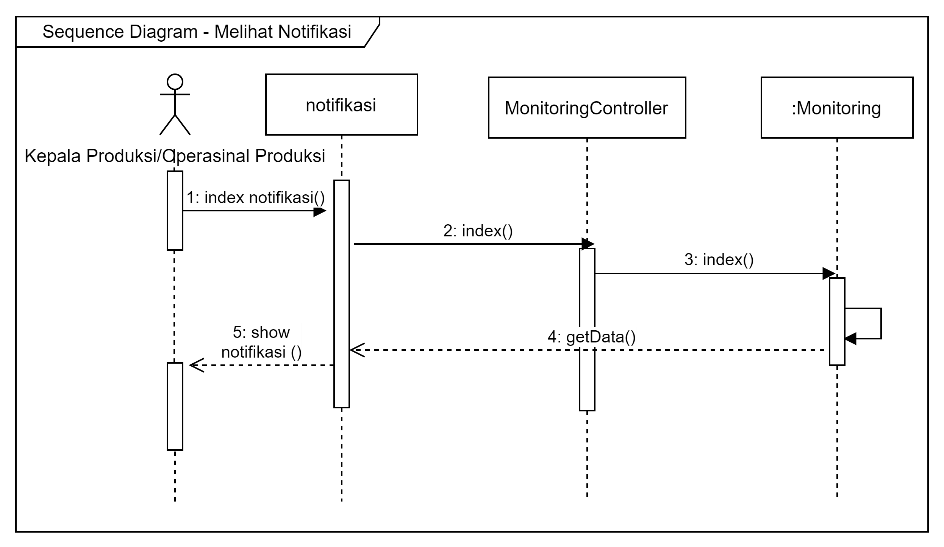 Sequence Diagram - Melihat Notifikasi
notifikasi
MonitoringController
:Monitoring
Kepala Produksi/Operasinal Produksi
1: index notifikasi()
2: index()
3: index()
4: getData()
5: show
notifikasi ()